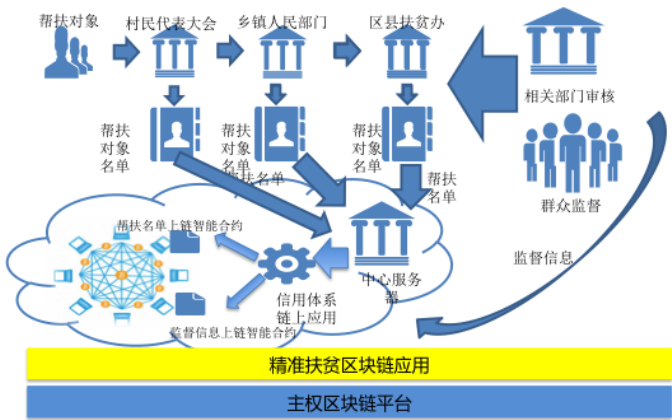 帮扶对象
村民代表大会
乡镇人民部门
区县扶贫办
相关部门审核
帮扶
对象
名单
帮扶
对象
名单
帮扶
对象
名单
帮扶名单
帮扶
名单
群众监督
帮扶名单上链智能合约
监督信息
中心服务
器
信用体系
链上应用
监督信息上链智能合约
精准扶贫区块链应用
主权区块链平台